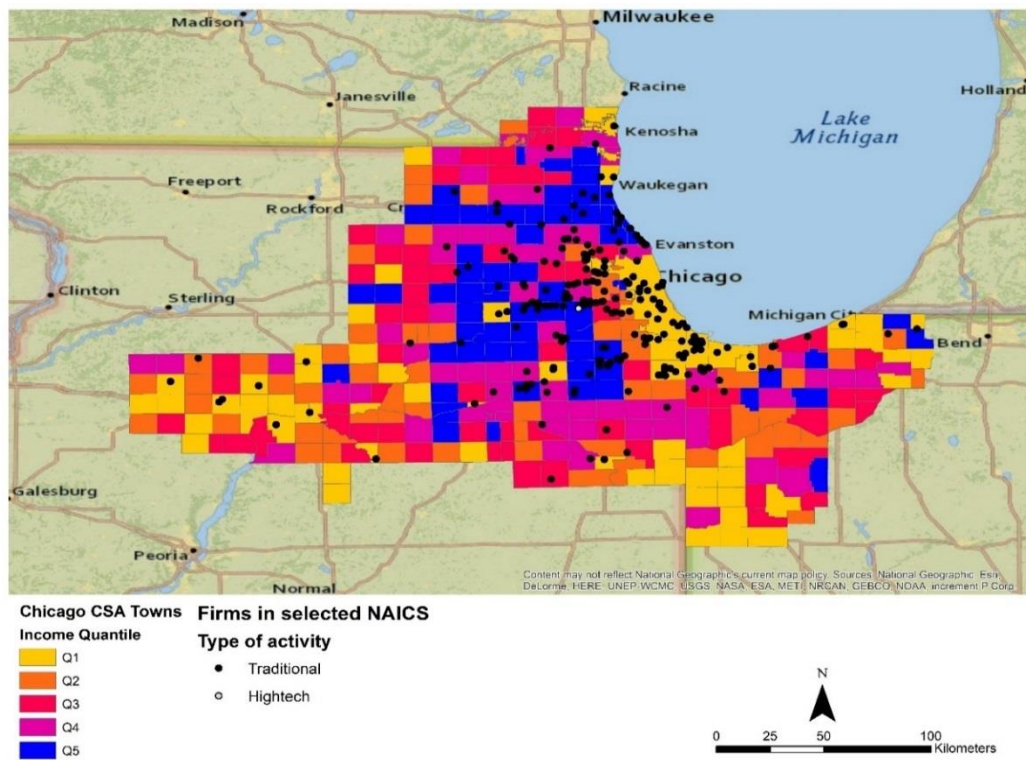 Milwaukee
Madison
Janesville
Racine
Holland
Lake
Michigan
Kenosha
Freeport
Rockford
Cr
Waukegan
Evanston
Chicago
Clinton
Sterling
Michigan Cit
Bend
Galesburg
Peoria
Normal
Content may not reflect National Geographic's current map policy. Sources: National Geographic, Esri,
DeLorme, HERE, UNEP-WCMC, USGS, NASA, ESA, METI, NRCAN, GEBCO, NOAA, increment P Corp.
Chicago CSA Towns
Income Quantile
Q1
Q2
Q3
Q4
Q5
Firms in selected NAICS
Type of activity
Traditional
Hightech
N
0 25 50 100
Kilometers